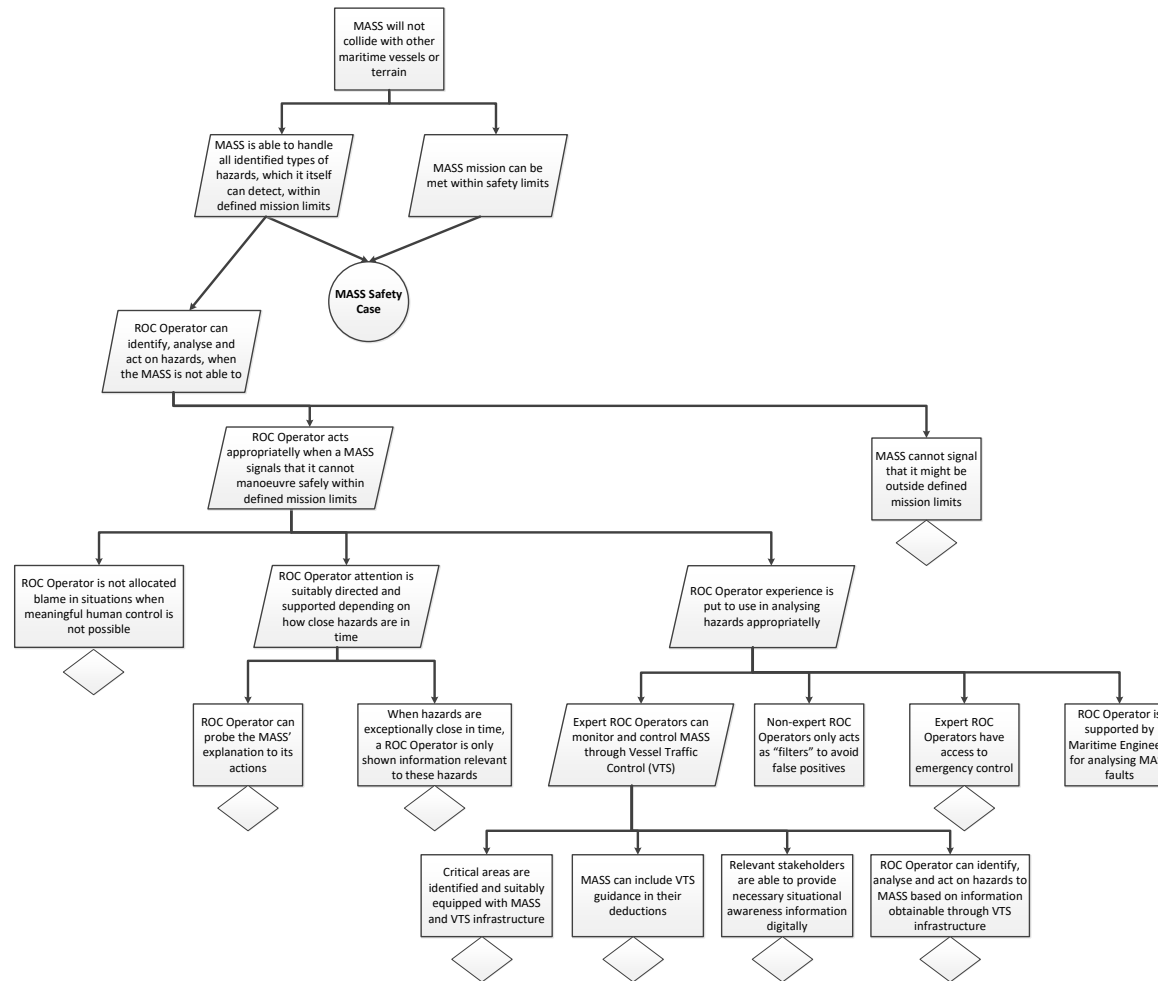 MASS will not
collide with other
maritime vessels or
terrain
MASS is able to handle
all identified types of
hazards, which it itself
can detect, within
defined mission limits
MASS mission can be
met within safety limits
MASS Safety
Case
ROC Operator can
identify, analyse and
act on hazards, when
the MASS is not able to
ROC Operator acts
appropriatelly when a MASS
signals that it cannot
manoeuvre safely within
defined mission limits
MASS cannot signal
that it might be
outside defined
mission limits
ROC Operator is not allocated
blame in situations when
meaningful human control is
not possible
ROC Operator attention is
suitably directed and
supported depending on
how close hazards are in
time
ROC Operator experience is
put to use in analysing
hazards appropriatelly
ROC Operator can
probe the MASS’
explanation to its
actions
When hazards are
exceptionally close in time,
a ROC Operator is only
shown information relevant
to these hazards
Expert ROC Operators can
monitor and control MASS
through Vessel Traffic
Control (VTS)
Non-expert ROC
Operators only acts
as “filters” to avoid
false positives
Expert ROC
Operators have
access to
emergency control
ROC Operator is
supported by
Maritime Engine
for analysing MA
faults
Critical areas are
identified and suitably
equipped with MASS
and VTS infrastructure
MASS can include VTS
guidance in their
deductions
Relevant stakeholders
are able to provide
necessary situational
awareness information
digitally
ROC Operator can identify,
analyse and act on hazards to
MASS based on information
obtainable through VTS
infrastructure